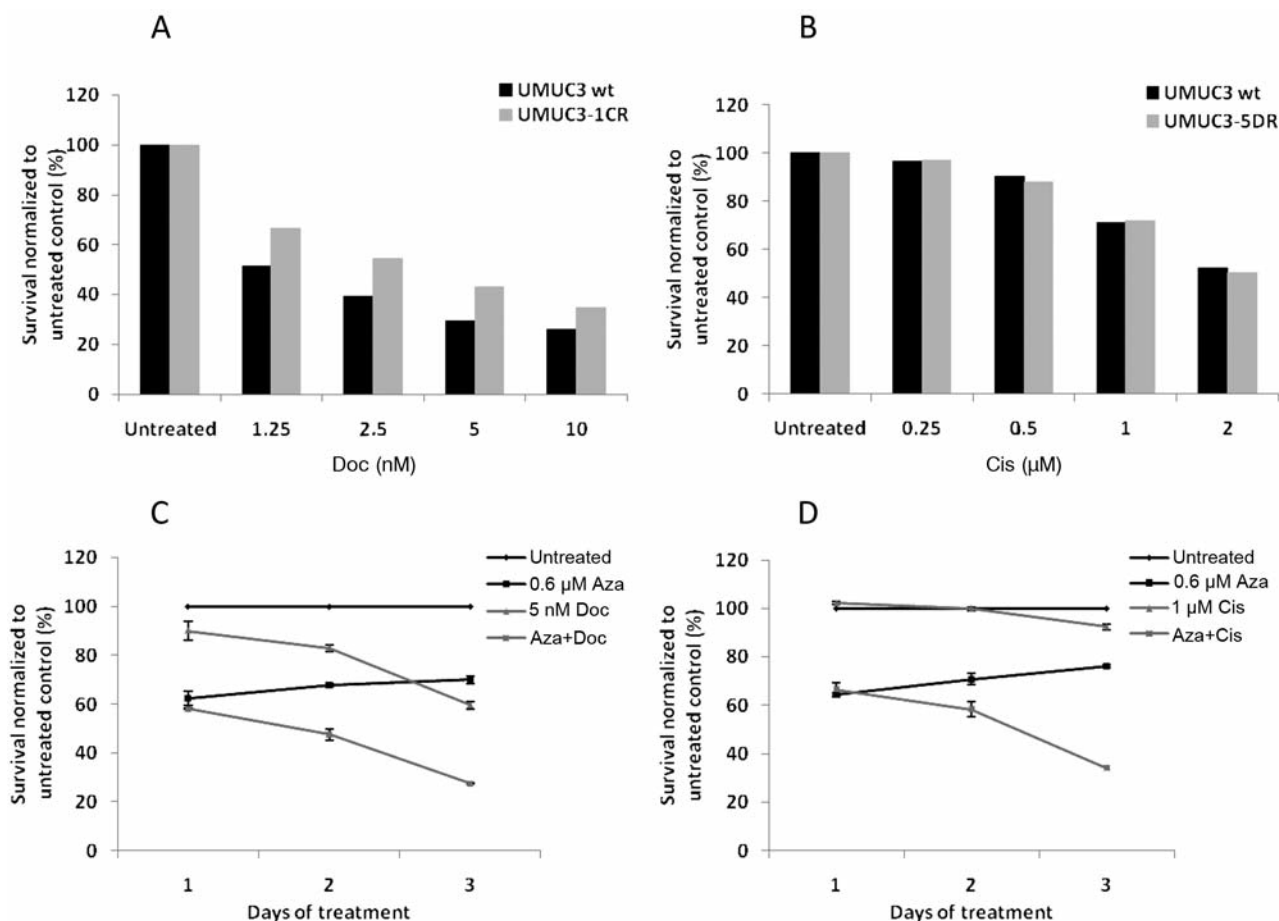 A
UMUC3 wt
UMUC3-1CR
Survival normalized to
untreated control (%)
120
100
80
60
40
20
0
Untreated 1.25 2.5 5 10
Doc (nM)
B
UMUC3 wt
UMUC3-5DR
Survival normalized to
untreated control (%)
120
100
80
60
40
20
0
Untreated 0.25 0.5 1 2
Cis (µM)
C
Untreated
0.6 µM Aza
5 nM Doc
Aza+Doc
Survival normalized to
untreated control (%)
120
100
80
60
40
20
0
1 2 3
Days of treatment
D
Untreated
0.6 µM Aza
1 µM Cis
Aza+Cis
Survival normalized to
untreated control (%)
120
100
80
60
40
20
0
1 2 3
Days of treatment